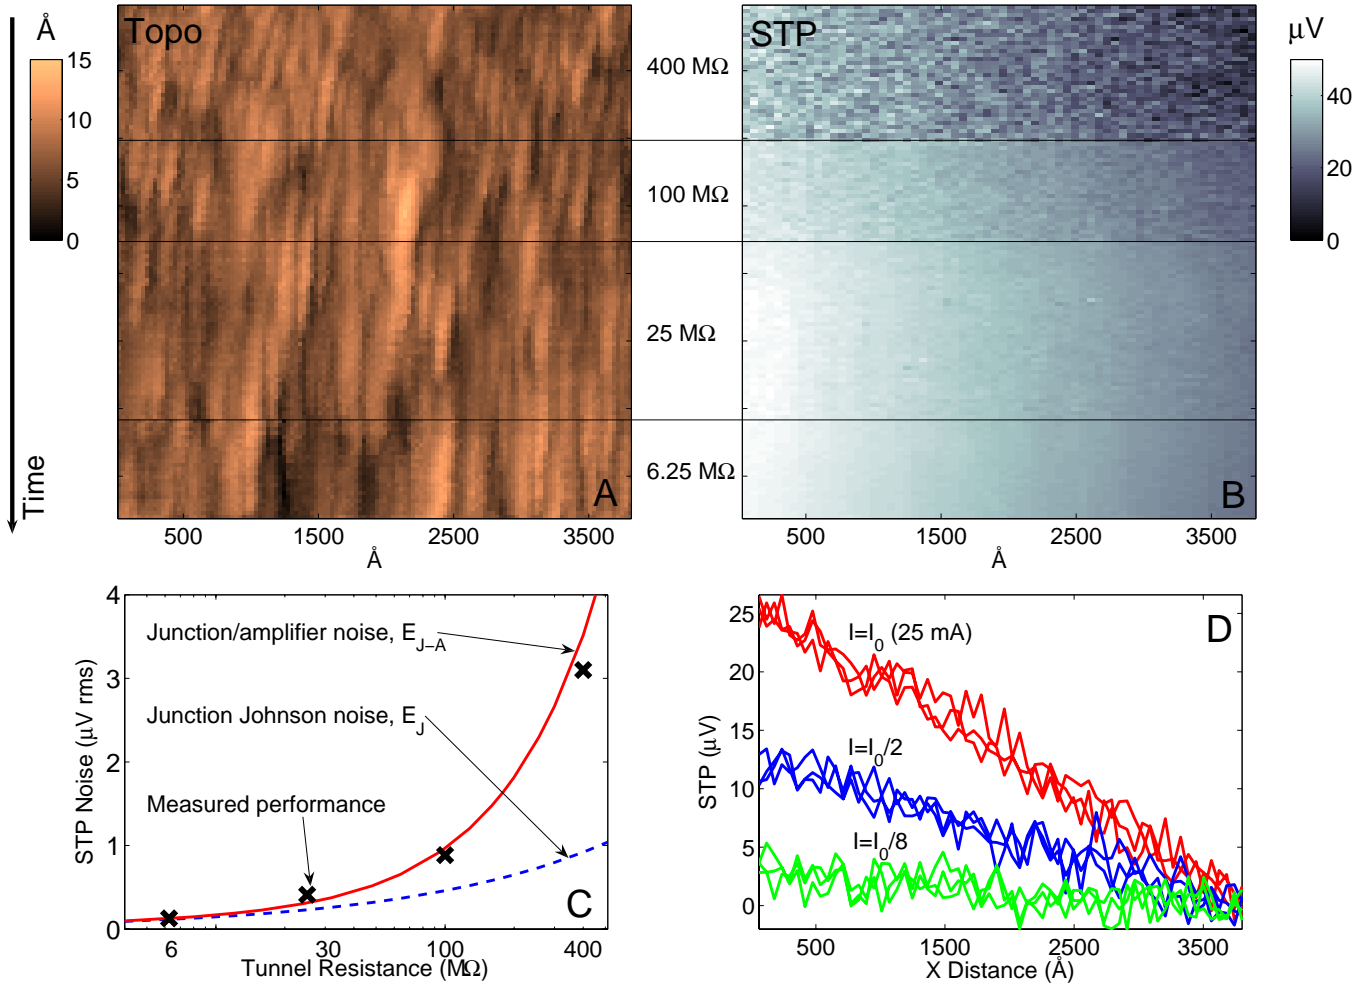 Å
15
10
5
0
Time
Topo
A
500
1500
2500
3500
Å
400 MΩ
100 MΩ
25 MΩ
6.25 MΩ
STP
B
500
1500
2500
3500
Å
μV
40
20
0
4
3
2
1
0
STP Noise (μV rms)
Junction/amplifier noise, E_J−A
Junction Johnson noise, E_J
Measured performance
C
6
30
100
400
Tunnel Resistance (MΩ)
25
20
15
10
5
0
STP (μV)
D
I=I_0 (25 mA)
I=I_0/2
I=I_0/8
500
1500
2500
3500
X Distance (Å)